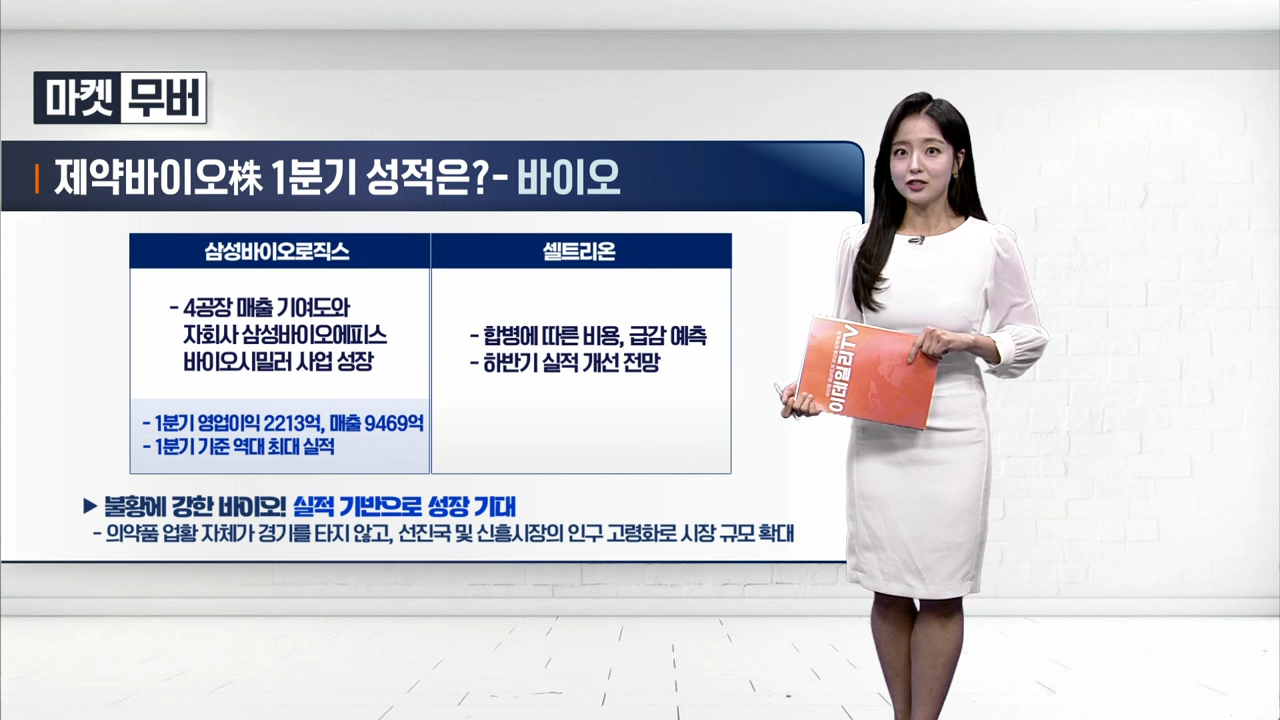 마켓 무버
제약바이오株 1분기 성적은?- 바이오
삼성바이오로직스
- 4공장 매출 기여도와
자회사 삼성바이오에피스
바이오시밀러 사업 성장
- 1분기 영업이익 2213억, 매출 9469억
- 1분기 기준 역대 최대 실적
셀트리온
- 합병에 따른 비용, 급감 예측
- 하반기 실적 개선 전망
▶ 불황에 강한 바이오! 실적 기반으로 성장 기대
- 의약품 업황 자체가 경기를 타지 않고, 선진국 및 신흥시장의 인구 고령화로 시장 규모 확대
이데일리TV